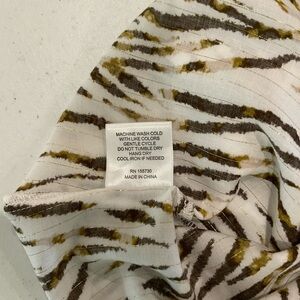 MACHINE WASH COLD
WITH LIKE COLORS
GENTLE CYCLE
DO NOT TUMBLE DRY
HANG DRY
COOL IRON IF NEEDED
RN 155730
MADE IN CHINA